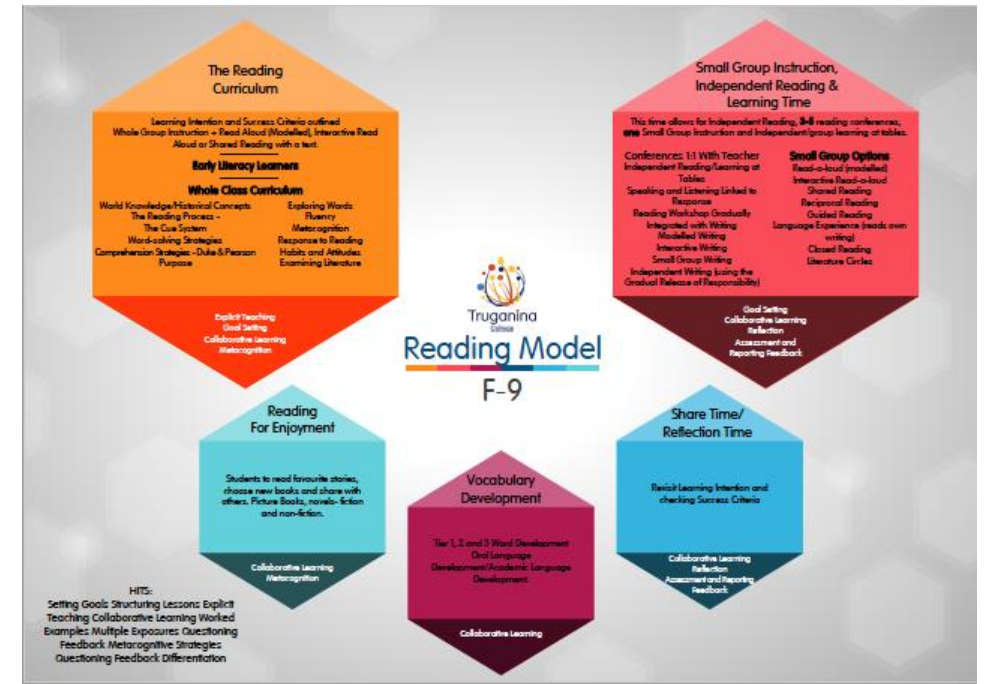 The Reading
Curriculum
Learning Intention and Success Criteria outlined
Whole Group Instruction + Read Aloud (Modelled), Interactive Read
Aloud or Shared Reading with a text.
Early Literacy Learners
Whole Class Curriculum
World Knowledge/Historical Concepts
The Reading Process -
The Cue System
Word-solving Strategies
Comprehension Strategies - Duke & Pearson
Purpose
Exploring Words
Fluency
Metacognition
Response to Reading
Habits and Attitudes
Examining Literature
Explicit Teaching
Goal Setting
Collaborative Learning
Metacognition
Small Group Instruction,
Independent Reading &
Learning Time
This time allows for Independent Reading, 3-5 reading conferences,
one Small Group Instruction and Independent/group learning at tables.
Conferences 1:1 With Teacher
Independent Reading/Learning at
Tables
Speaking and Listening Linked to
Response
Reading Workshop Gradually
Integrated with Writing
Modelled Writing
Interactive Writing
Small Group Writing
Independent Writing (using the
Gradual Release of Responsibility)
Small Group Options
Read-a-loud (modelled)
Interactive Read-a-loud
Shared Reading
Reciprocal Reading
Guided Reading
Language Experience (reads own
writing)
Closed Reading
Literature Circles
Goal Setting
Collaborative Learning
Reflection
Assessment and
Reporting Feedback
Truganina
College
Reading Model
F-9
Reading
For Enjoyment
Students to read favourite stories,
choose new books and share with
others. Picture Books, novels- fiction
and non-fiction.
Collaborative Learning
Metacognition
Vocabulary
Development
Tier 1, 2 and 3 Word Development
Oral Language
Development/Academic Language
Development
Collaborative Learning
Share Time/
Reflection Time
Revisit Learning Intention and
checking Success Criteria
Collaborative Learning
Reflection
Assessment and Reporting
Feedback
HITS:
Setting Goals Structuring Lessons Explicit
Teaching Collaborative Learning Worked
Examples Multiple Exposures Questioning
Feedback Metacognitive Strategies
Questioning Feedback Differentiation